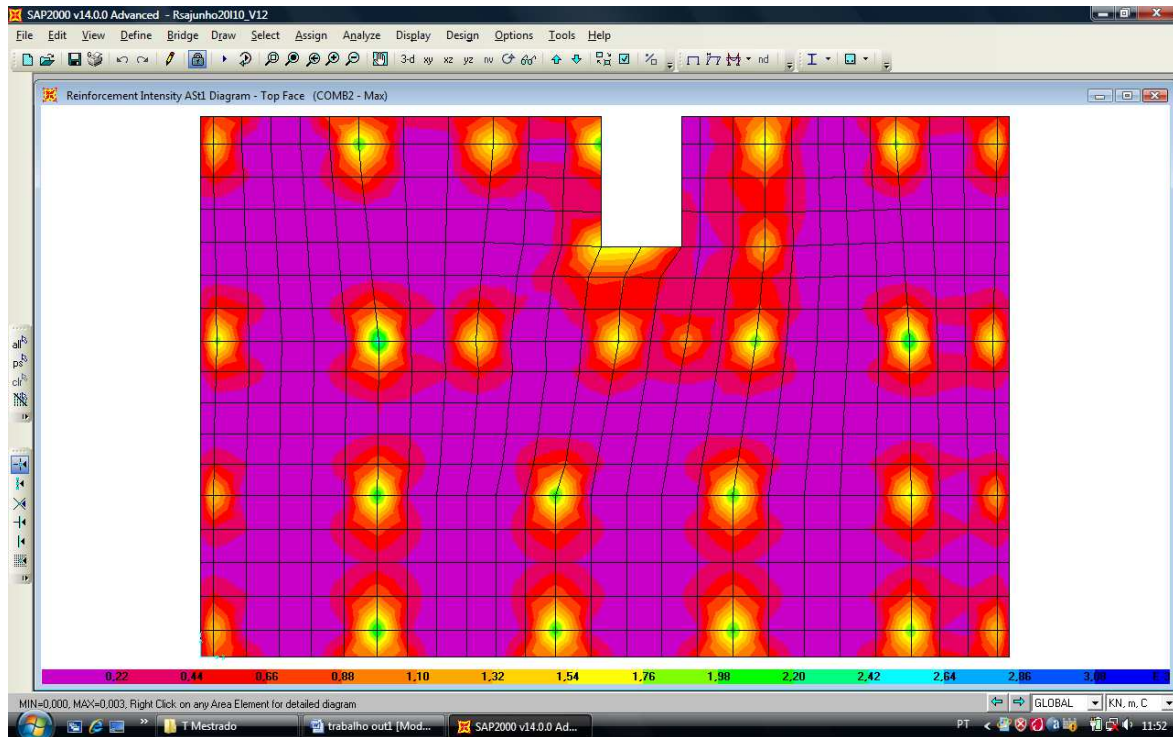 SAP2000 v14.0.0 Advanced - Rsajunho20l10_V12
File Edit View Define Bridge Draw Select Assign Analyze Display Design Options Tools Help
3-d xy xz yz nv nd
Reinforcement Intensity ASt1 Diagram - Top Face (COMB2 - Max)
all
ps
clr
0,22 0,44 0,66 0,88 1,10 1,32 1,54 1,76 1,98 2,20 2,42 2,64 2,86
MIN=0,000, MAX=0,003, Right Click on any Area Element for detailed diagram GLOBAL KN, m, C
T Mestrado trabalho out1 [Mod... SAP2000 v14.0.0 Ad... PT 11:52